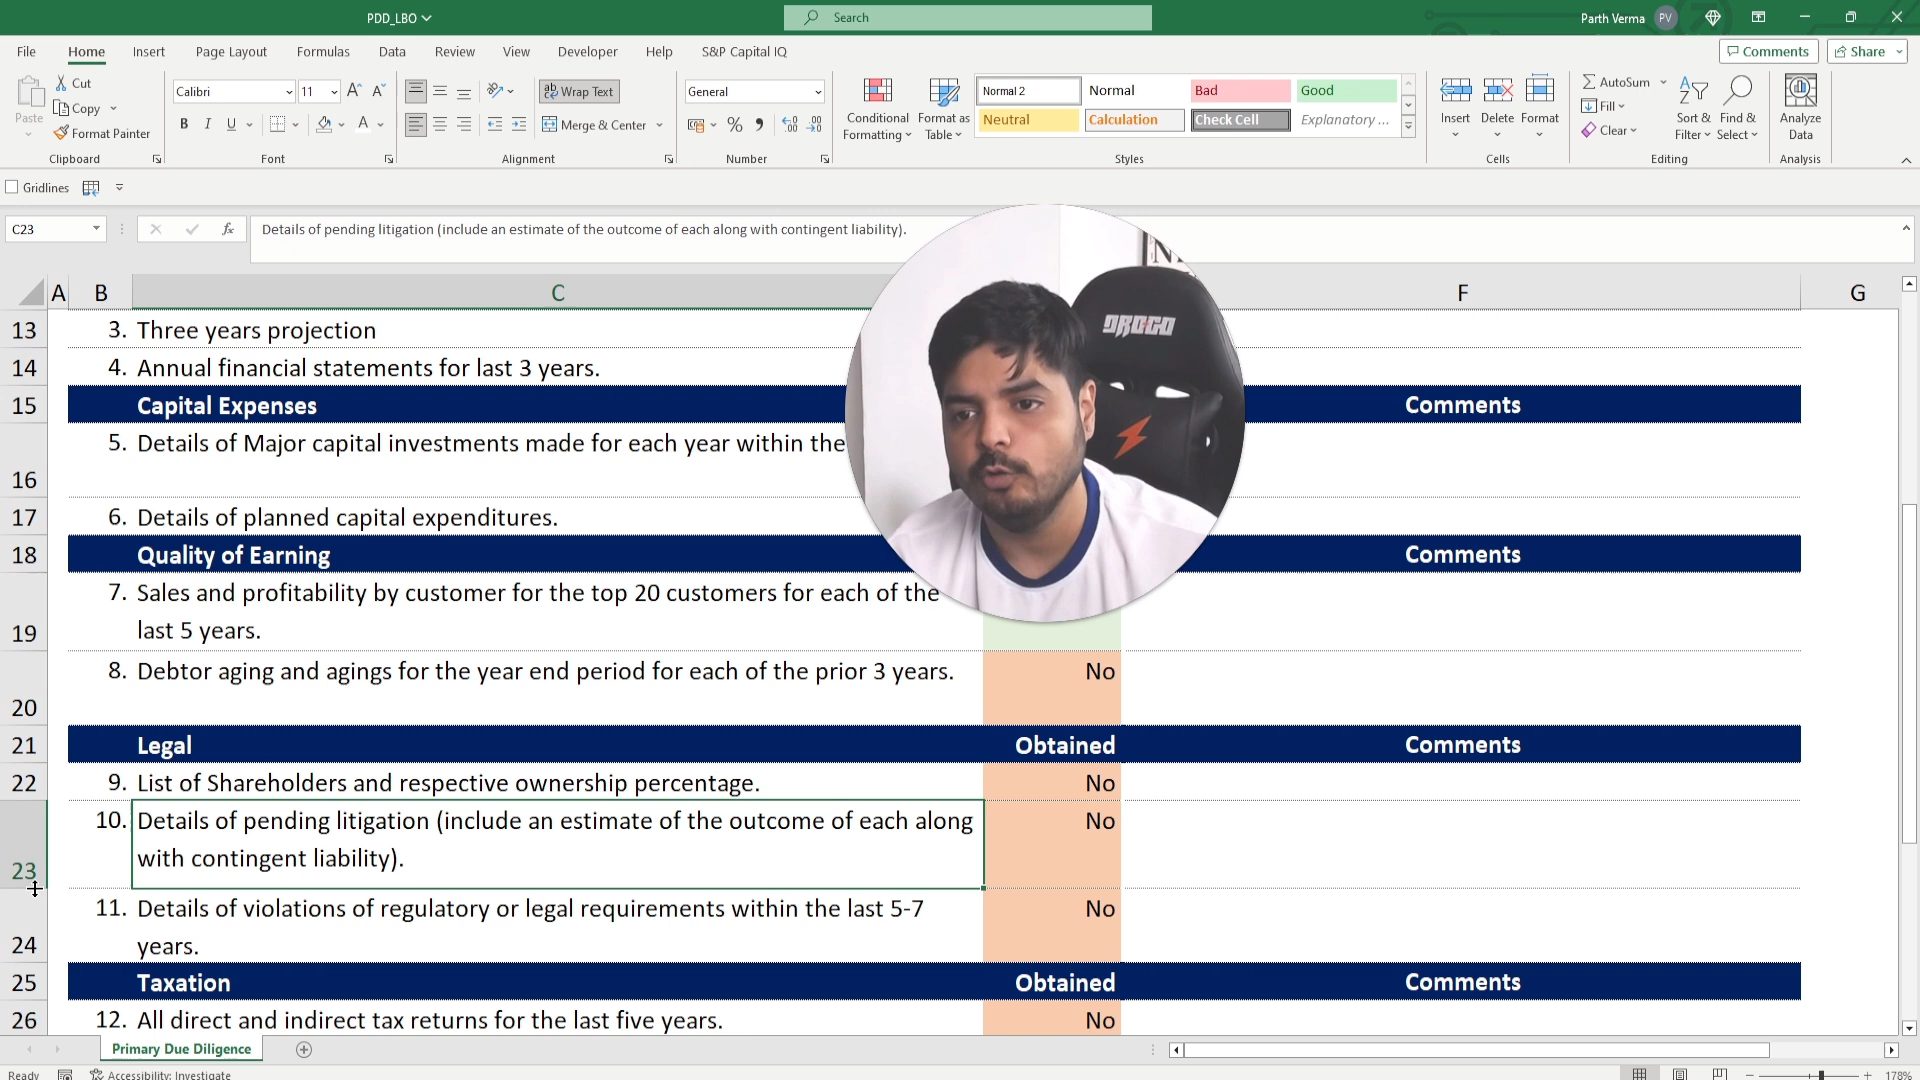 PDD_LBO
Search
Parth Verma
PV
File
Home
Insert
Page Layout
Formulas
Data
Review
View
Developer
Help
S&P Capital IQ
Comments
Share
Paste
Cut
Copy
Format Painter
Clipboard
Calibri
11
Font
Wrap Text
Merge & Center
Alignment
General
Number
Conditional
Formatting
Format as
Table
Normal 2
Normal
Bad
Good
Neutral
Calculation
Check Cell
Explanatory ...
Styles
Insert
Delete
Format
Cells
AutoSum
Fill
Clear
Sort &
Filter
Find &
Select
Editing
Analyze
Data
Analysis
Gridlines
C23
fx
Details of pending litigation (include an estimate of the outcome of each along with contingent liability).
A
B
C
F
G
13 3. Three years projection
14 4. Annual financial statements for last 3 years.
15 Capital Expenses Comments
16 5. Details of Major capital investments made for each year within the
17 6. Details of planned capital expenditures.
18 Quality of Earning Comments
19 7. Sales and profitability by customer for the top 20 customers for each of the
last 5 years.
20 8. Debtor aging and agings for the year end period for each of the prior 3 years. No
21 Legal Obtained Comments
22 9. List of Shareholders and respective ownership percentage. No
23 10. Details of pending litigation (include an estimate of the outcome of each along No
with contingent liability).
24 11. Details of violations of regulatory or legal requirements within the last 5-7 No
years.
25 Taxation Obtained Comments
26 12. All direct and indirect tax returns for the last five years. No
DROGO
Primary Due Diligence
Ready
Accessibility: Investigate
178%